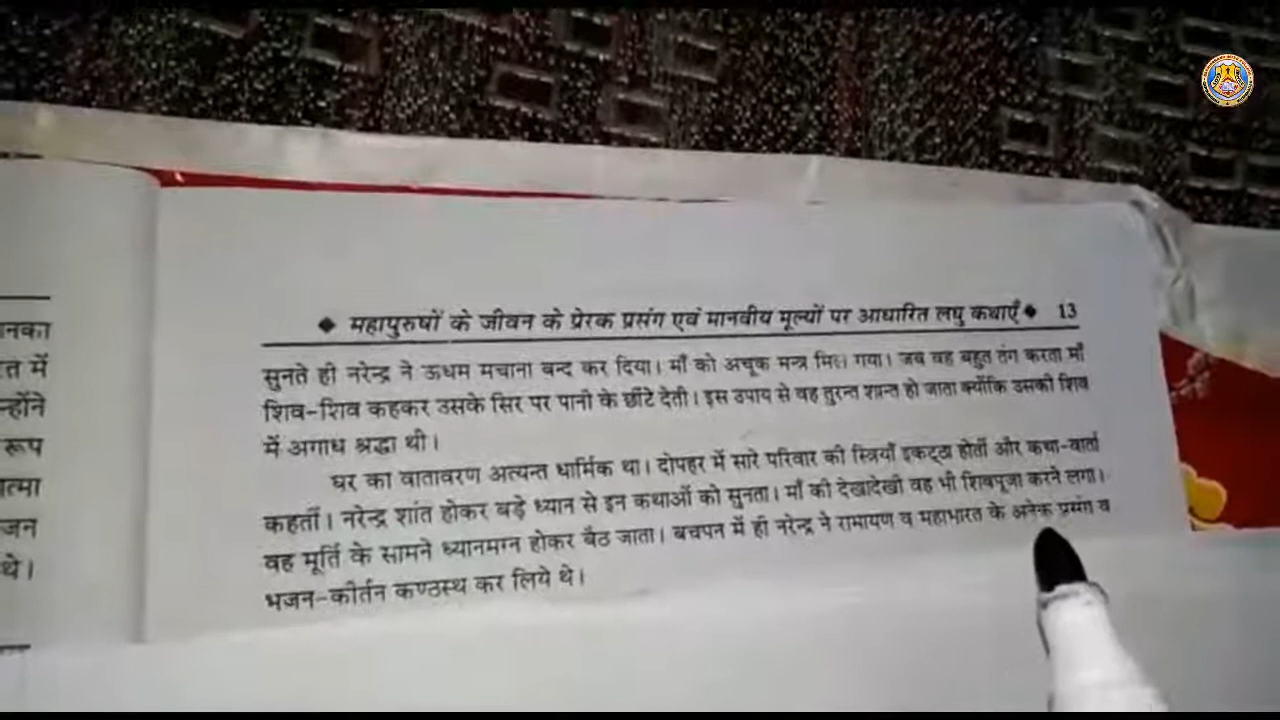 ◆ महापुरुषों के जीवन के प्रेरक प्रसंग एवं मानवीय मूल्यों पर आधारित लघु कथाएँ ◆ 13
सुनते ही नरेन्द्र ने ऊधम मचाना बन्द कर दिया। माँ को अचूक मन्त्र मिल गया। जब वह बहुत तंग करता माँ
शिव-शिव कहकर उसके सिर पर पानी के छींटे देती। इस उपाय से वह तुरन्त शान्त हो जाता क्योंकि उसकी शिव
में अगाध श्रद्धा थी।
घर का वातावरण अत्यन्त धार्मिक था। दोपहर में सारे परिवार की स्त्रियाँ इकट्ठा होतीं और कथा-वार्ता
कहतीं। नरेन्द्र शांत होकर बड़े ध्यान से इन कथाओं को सुनता। माँ की देखादेखी वह भी शिवपूजा करने लगा।
वह मूर्ति के सामने ध्यानमग्न होकर बैठ जाता। बचपन में ही नरेन्द्र ने रामायण व महाभारत के अनेक प्रसंग व
भजन-कीर्तन कण्ठस्थ कर लिये थे।
नका
त में
न्होंने
रूप
त्मा
जन
थे।